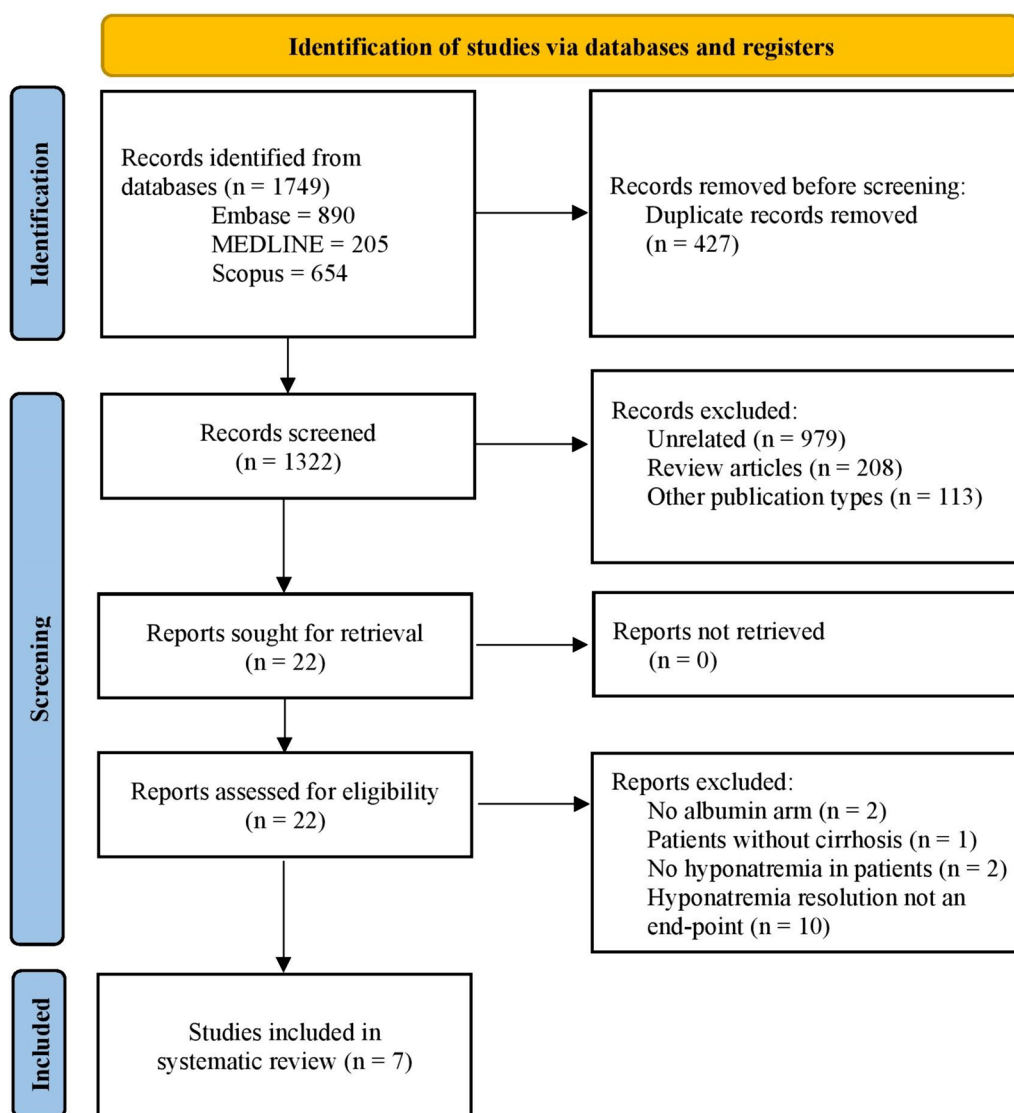 Identification of studies via databases and registers
Identification
Records identified from
databases (n = 1749)
Embase = 890
MEDLINE = 205
Scopus = 654
Records removed before screening:
Duplicate records removed
(n = 427)
Screening
Records screened
(n = 1322)
Records excluded:
Unrelated (n = 979)
Review articles (n = 208)
Other publication types (n = 113)
Reports sought for retrieval
(n = 22)
Reports not retrieved
(n = 0)
Reports assessed for eligibility
(n = 22)
Reports excluded:
No albumin arm (n = 2)
Patients without cirrhosis (n = 1)
No hyponatremia in patients (n = 2)
Hyponatremia resolution not an
end-point (n = 10)
Included
Studies included in
systematic review (n = 7)